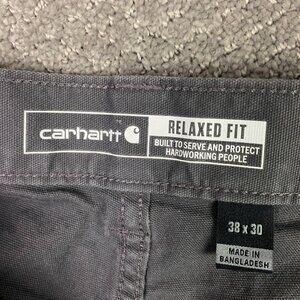 carhartt
RELAXED FIT
BUILT TO SERVE AND PROTECT
HARDWORKING PEOPLE
38 x 30
MADE IN
BANGLADESH